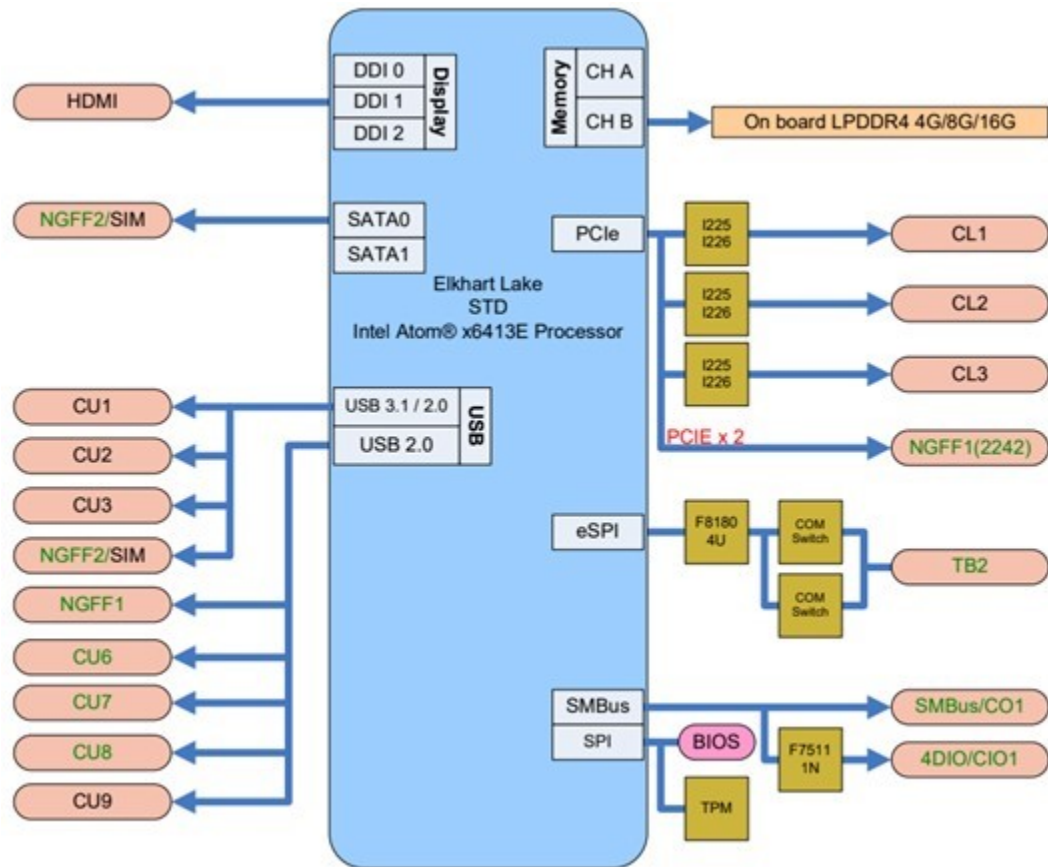 DDI 0
DDI 1
DDI 2
Display
Memory
CH A
CH B
HDMI
On board LPDDR4 4G/8G/16G
NGFF2/SIM
SATA0
SATA1
PCIe
I225
I226
CL1
I225
I226
CL2
I225
I226
CL3
PCIE x 2
NGFF1(2242)
Elkhart Lake
STD
Intel Atom® x6413E Processor
CU1
CU2
CU3
NGFF2/SIM
NGFF1
CU6
CU7
CU8
CU9
USB 3.1 / 2.0
USB 2.0
USB
eSPI
F8180
4U
COM
Switch
COM
Switch
TB2
SMBus
SPI
BIOS
TPM
F7511
1N
SMBus/CO1
4DIO/CIO1